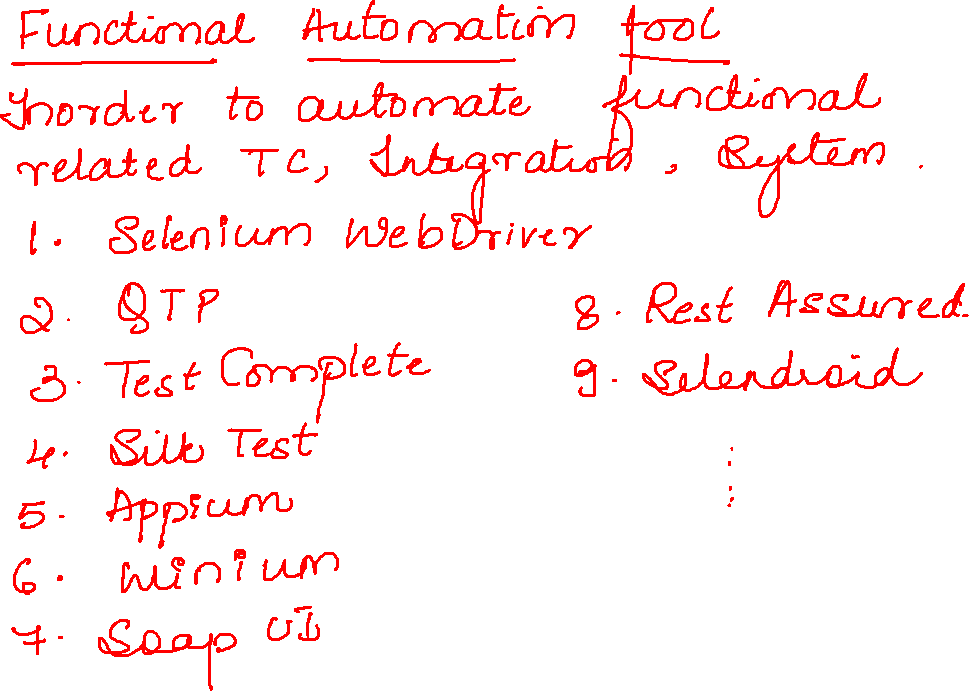 Functional Automation tool
Inorder to automate functional
related TC, Integration, System.
1. Selenium WebDriver
2. QTP
3. Test Complete
4. Silk Test
5. Appium
6. Winium
7. Soap UI
8. Rest Assured.
9. Selendroid